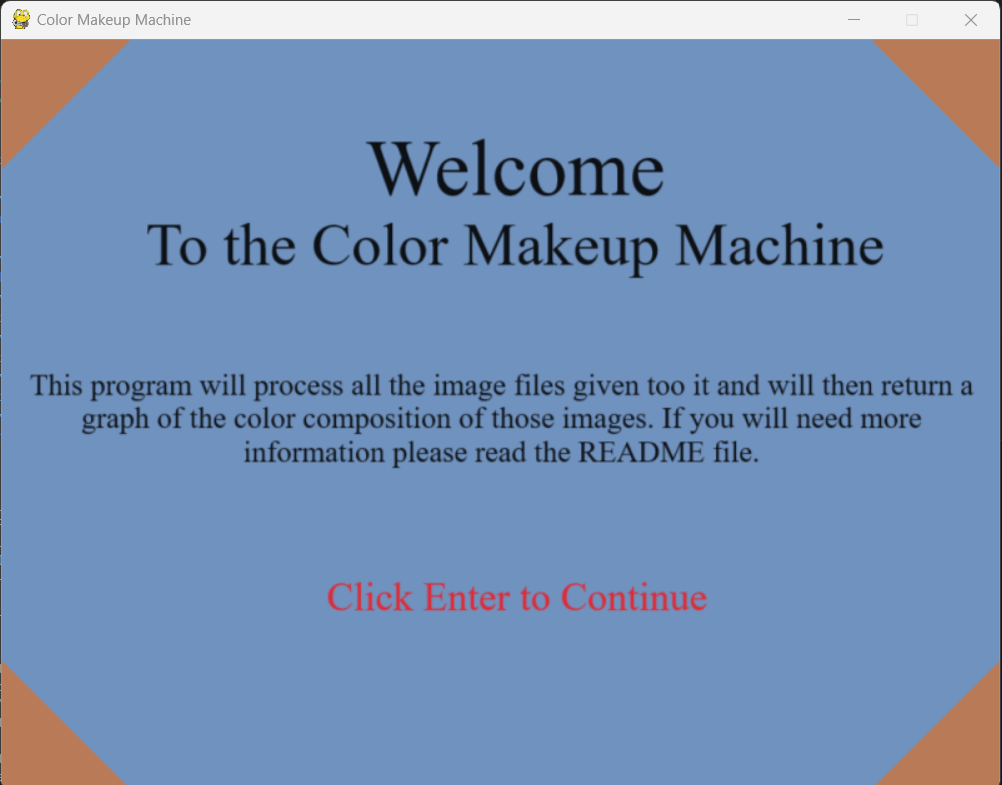 Color Makeup Machine
Welcome
To the Color Makeup Machine
This program will process all the image files given too it and will then return a
graph of the color composition of those images. If you will need more
information please read the README file.
Click Enter to Continue